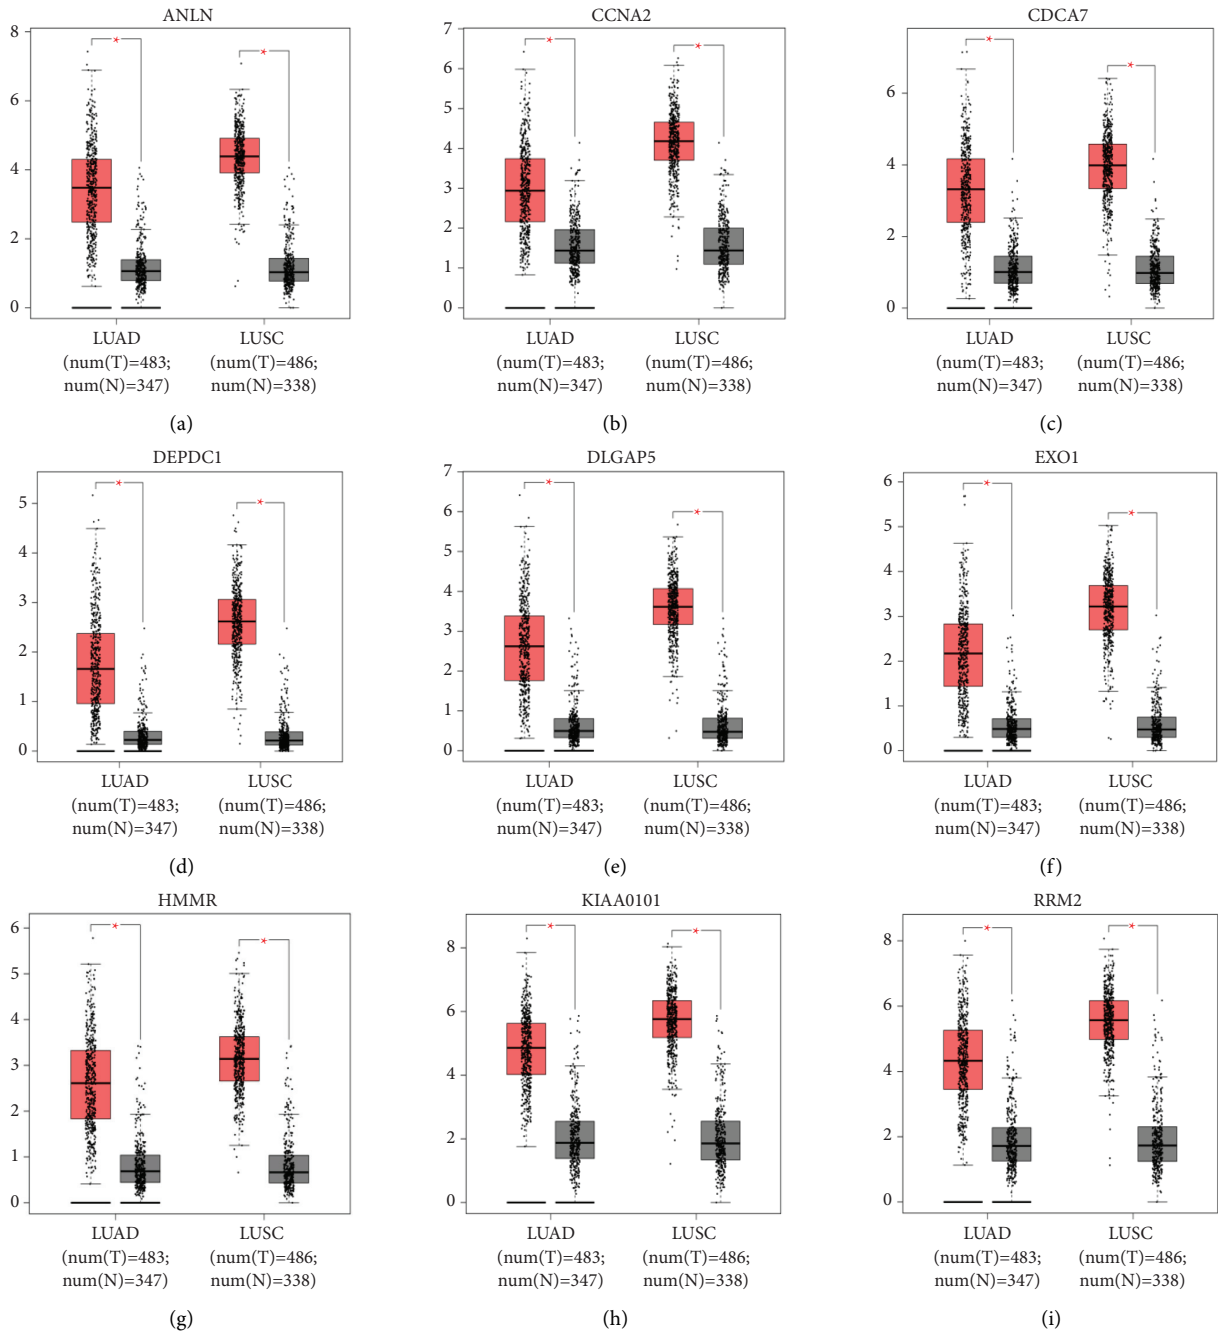 ANLN
8
6
4
2
0
*
*
LUAD
(num(T)=483;
num(N)=347)
LUSC
(num(T)=486;
num(N)=338)
(a)
CCNA2
7
6
5
4
3
2
1
0
*
*
LUAD
(num(T)=483;
num(N)=347)
LUSC
(num(T)=486;
num(N)=338)
(b)
CDCA7
6
4
2
0
*
*
LUAD
(num(T)=483;
num(N)=347)
LUSC
(num(T)=486;
num(N)=338)
(c)
DEPDC1
5
4
3
2
1
0
*
*
LUAD
(num(T)=483;
num(N)=347)
LUSC
(num(T)=486;
num(N)=338)
(d)
DLGAP5
7
6
5
4
3
2
1
0
*
*
LUAD
(num(T)=483;
num(N)=347)
LUSC
(num(T)=486;
num(N)=338)
(e)
EXO1
6
5
4
3
2
1
0
*
*
LUAD
(num(T)=483;
num(N)=347)
LUSC
(num(T)=486;
num(N)=338)
(f)
HMMR
6
5
4
3
2
1
0
*
*
LUAD
(num(T)=483;
num(N)=347)
LUSC
(num(T)=486;
num(N)=338)
(g)
KIAA0101
8
6
4
2
0
*
*
LUAD
(num(T)=483;
num(N)=347)
LUSC
(num(T)=486;
num(N)=338)
(h)
RRM2
8
6
4
2
0
*
*
LUAD
(num(T)=483;
num(N)=347)
LUSC
(num(T)=486;
num(N)=338)
(i)